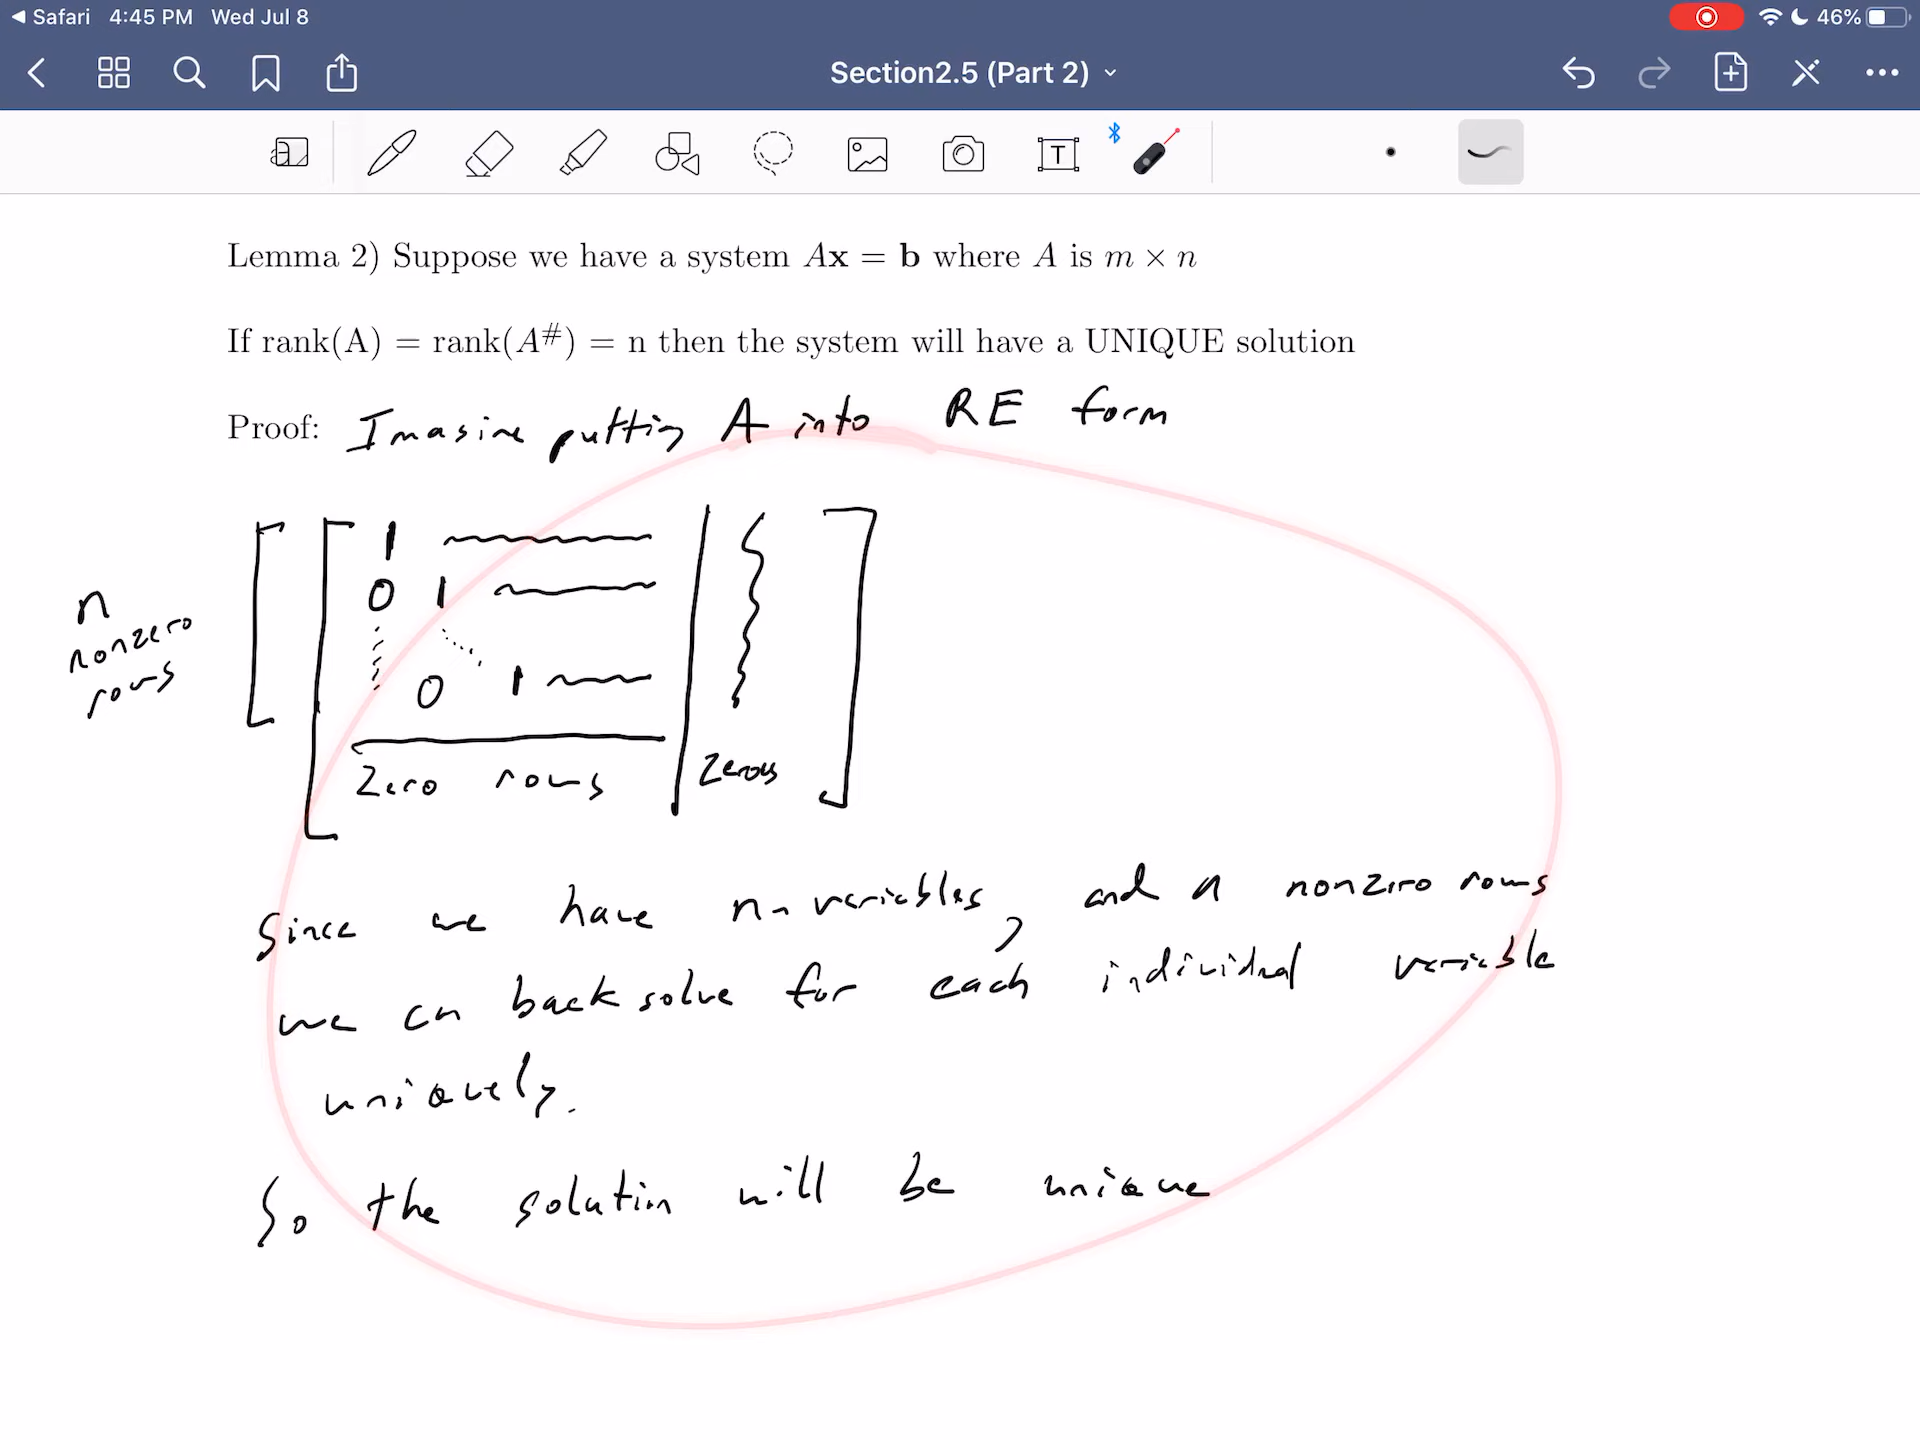 Safari 4:45 PM Wed Jul 8 46%
Section2.5 (Part 2)
T
Lemma 2) Suppose we have a system Ax = b where A is m × n
If rank(A) = rank(A#) = n then the system will have a UNIQUE solution
Proof: Imagine putting A into RE form
1
0 1
0 1
n
nonzero
rows
zero rows zeros
Since we have n-variables, and n nonzero rows
we can back solve for each individual variable
uniquely.
So the solution will be unique